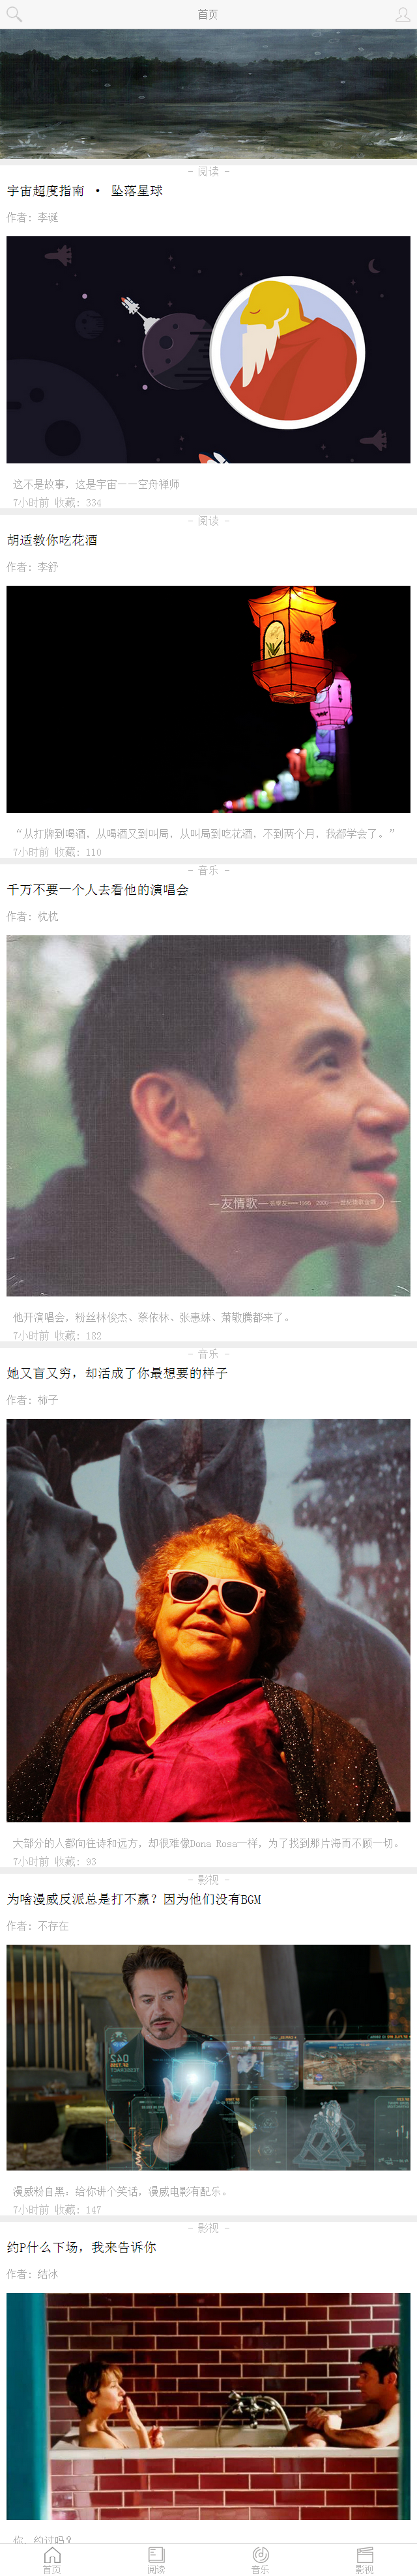 首页
- 阅读 -
宇宙超度指南 · 坠落星球
作者: 李诞
这不是故事, 这是宇宙——空舟禅师
7小时前 收藏: 334
- 阅读 -
胡适教你吃花酒
作者: 李舒
“从打牌到喝酒, 从喝酒又到叫局, 从叫局到吃花酒, 不到两个月, 我都学会了。”
7小时前 收藏: 110
- 音乐 -
千万不要一个人去看他的演唱会
作者: 枕枕
友情歌
他开演唱会, 粉丝林俊杰、蔡依林、张惠妹、萧敬腾都来了。
7小时前 收藏: 182
- 音乐 -
她又盲又穷, 却活成了你最想要的样子
作者: 柿子
大部分的人都向往诗和远方, 却很难像Dona Rosa一样, 为了找到那片海而不顾一切。
7小时前 收藏: 93
- 影视 -
为啥漫威反派总是打不赢? 因为他们没有BGM
作者: 不存在
漫威粉自黑: 给你讲个笑话, 漫威电影有配乐。
7小时前 收藏: 147
- 影视 -
约P什么下场, 我来告诉你
作者: 结冰
你, 约过吗?
首页 阅读 音乐 影视